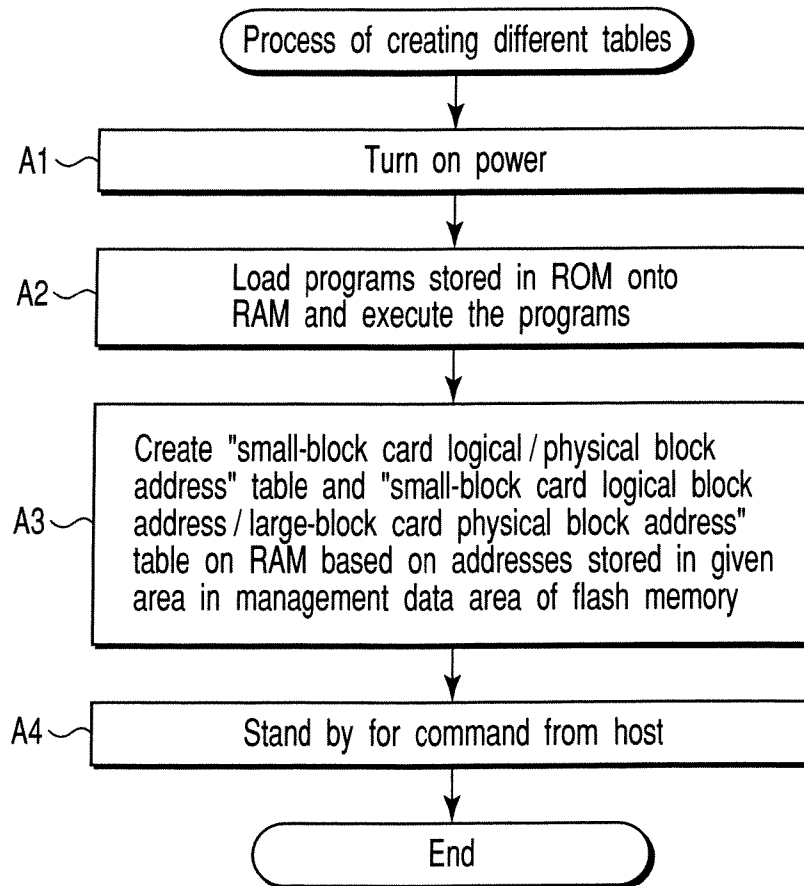 Process of creating different tables
A1
Turn on power
A2
Load programs stored in ROM onto
RAM and execute the programs
A3
Create "small-block card logical / physical block
address" table and "small-block card logical block
address / large-block card physical block address"
table on RAM based on addresses stored in given
area in management data area of flash memory
A4
Stand by for command from host
End